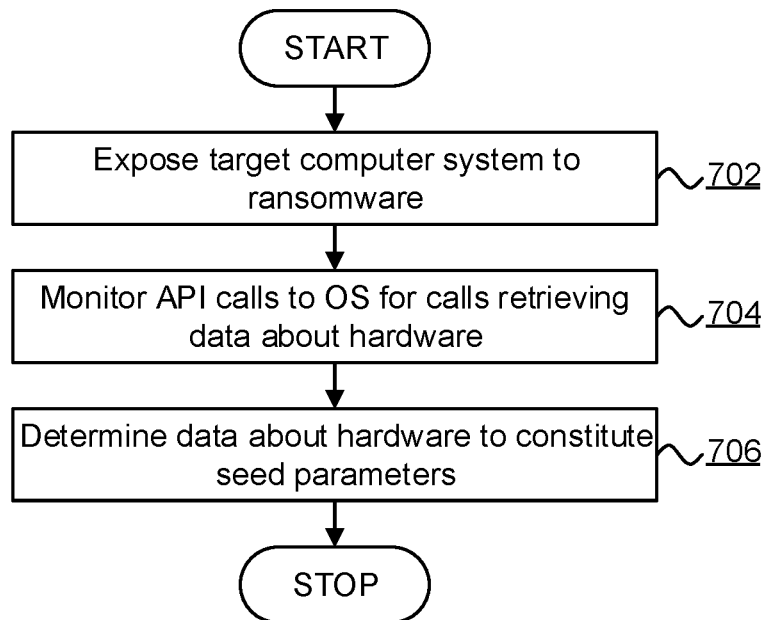 START
Expose target computer system to
ransomware
702
Monitor API calls to OS for calls retrieving
data about hardware
704
Determine data about hardware to constitute
seed parameters
706
STOP